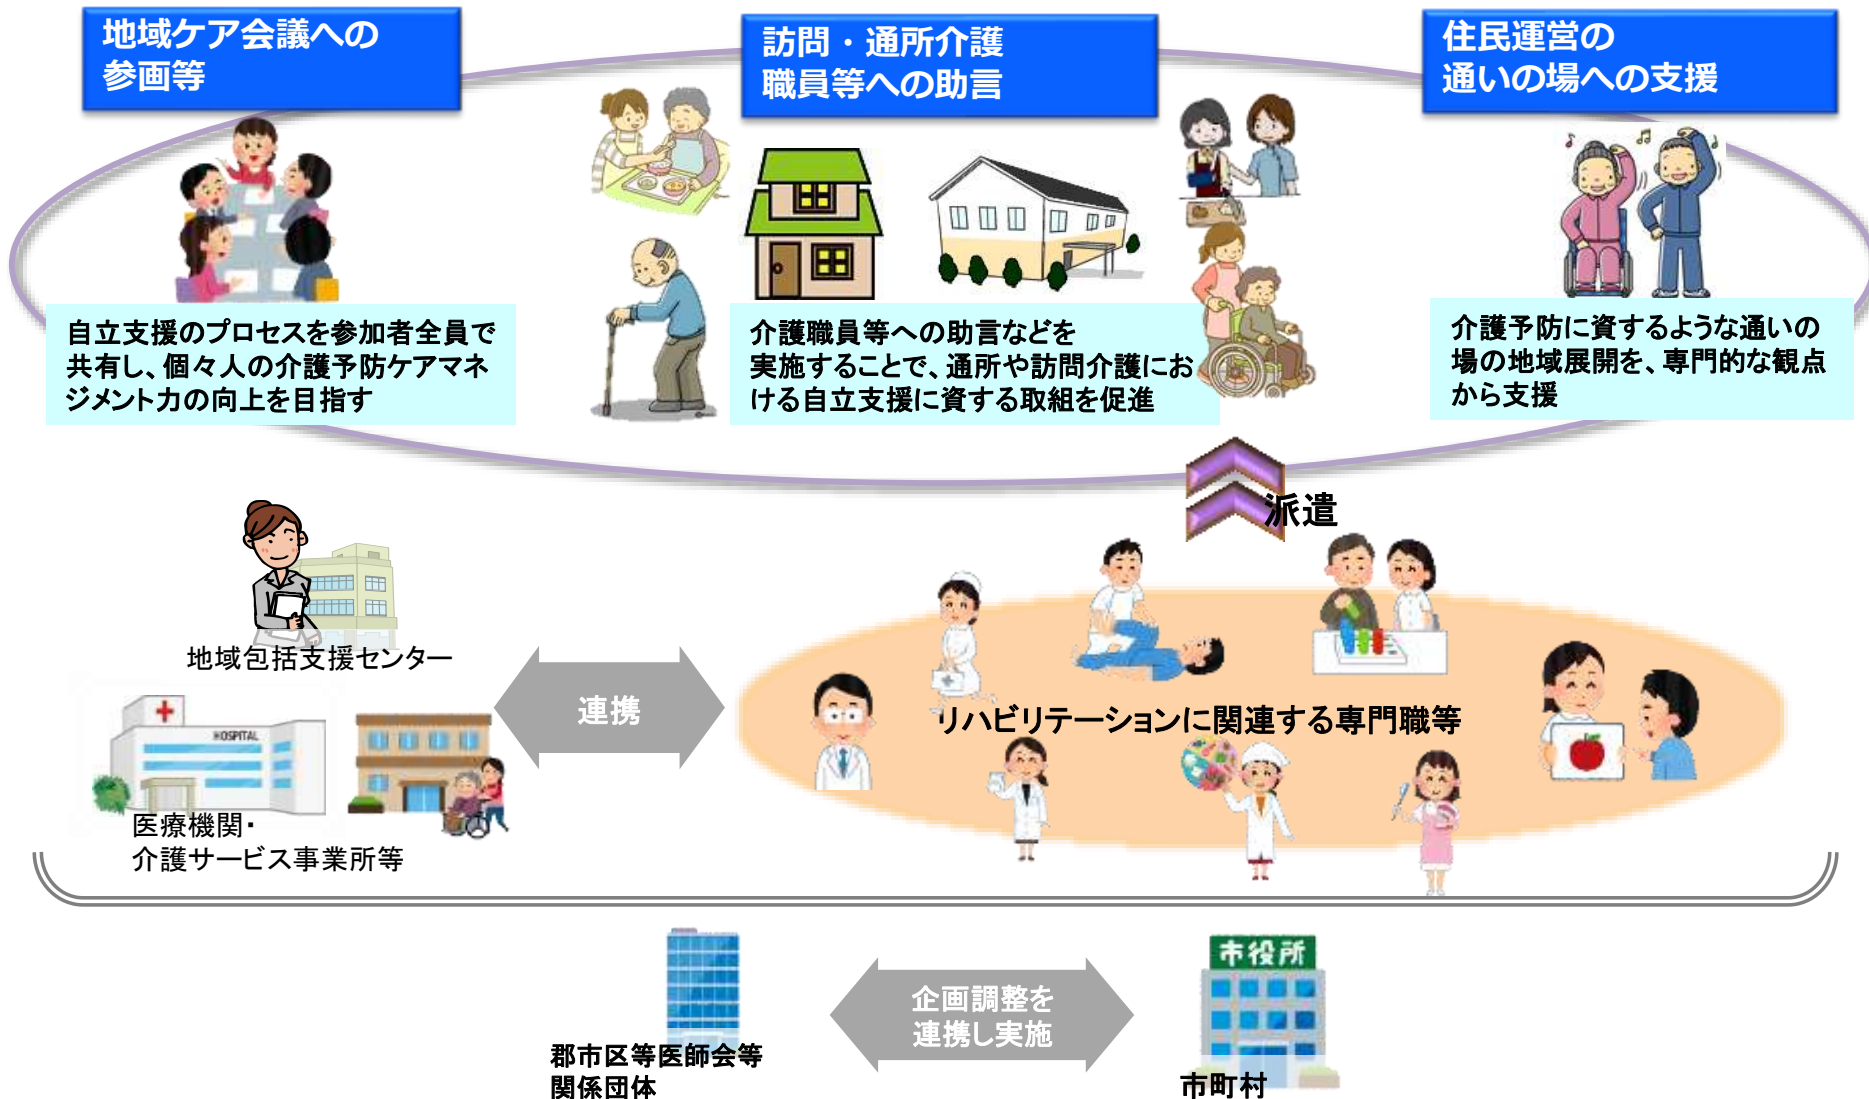 地域ケア会議への
参画等
訪問・通所介護
職員等への助言
住民運営の
通いの場への支援
自立支援のプロセスを参加者全員で
共有し、個々人の介護予防ケアマネ
ジメント力の向上を目指す
介護職員等への助言などを
実施することで、通所や訪問介護にお
ける自立支援に資する取組を促進
介護予防に資するような通いの
場の地域展開を、専門的な観点
から支援
派遣
地域包括支援センター
連携
リハビリテーションに関連する専門職等
HOSPITAL
医療機関・
介護サービス事業所等
市役所
企画調整を
連携し実施
郡市区等医師会等
関係団体
市町村